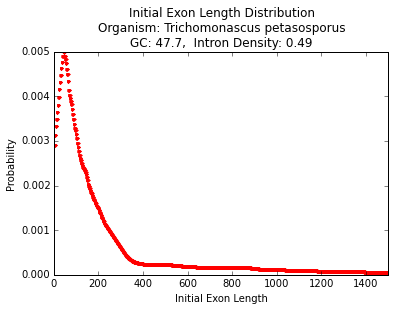 Initial Exon Length Distribution
Organism: Trichomonascus petasosporus
GC: 47.7,  Intron Density: 0.49
0.005
0.004
0.003
0.002
0.001
0.000
Probability
0 200 400 600 800 1000 1200 1400
Initial Exon Length